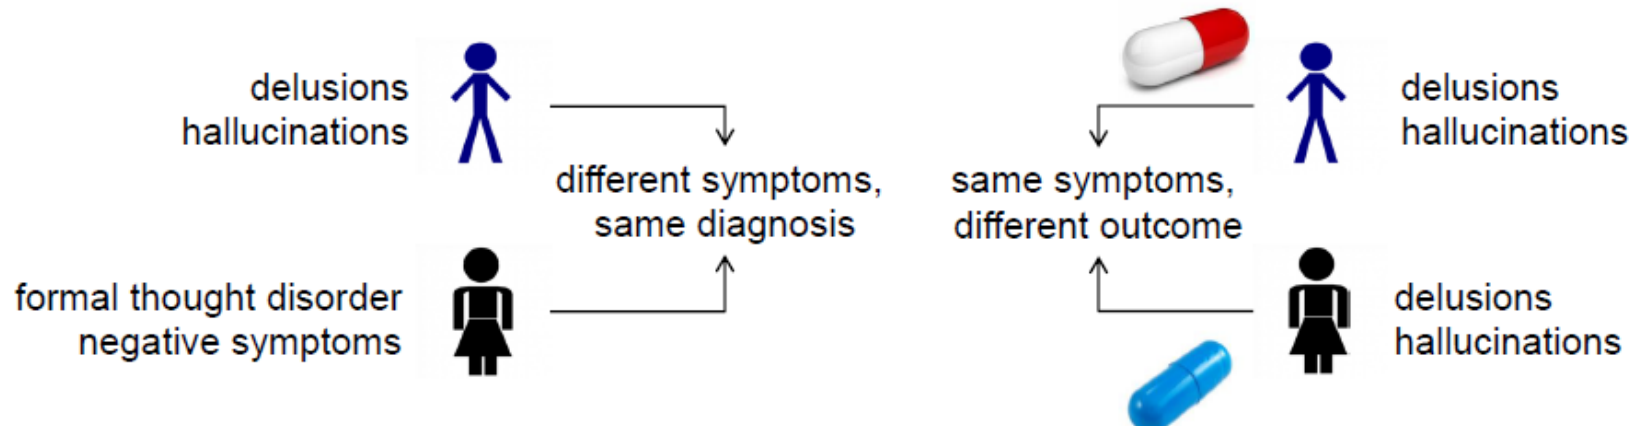 delusions
hallucinations
different symptoms,
same diagnosis
formal thought disorder
negative symptoms
delusions
hallucinations
same symptoms,
different outcome
delusions
hallucinations